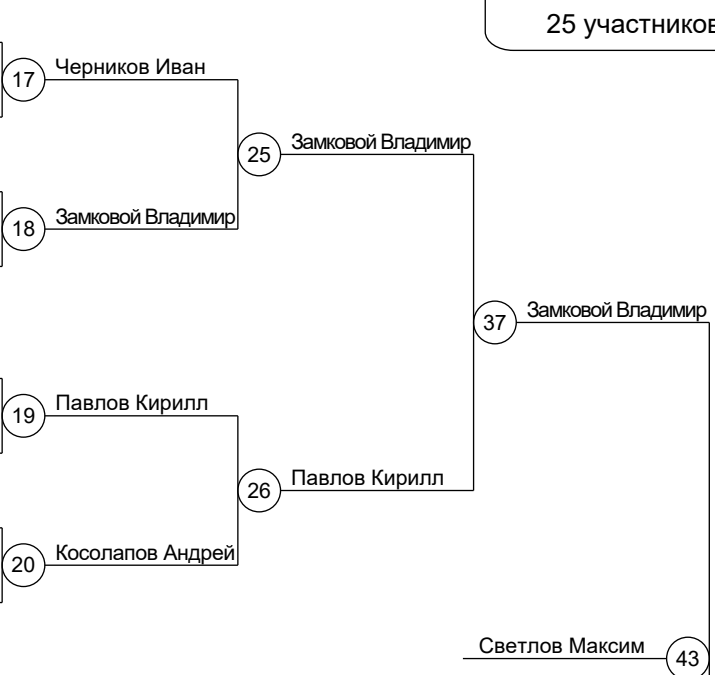 25 участников
17 Черников Иван
25 Замковой Владимир
18 Замковой Владимир
37 Замковой Владимир
19 Павлов Кирилл
26 Павлов Кирилл
20 Косолапов Андрей
Светлов Максим 43